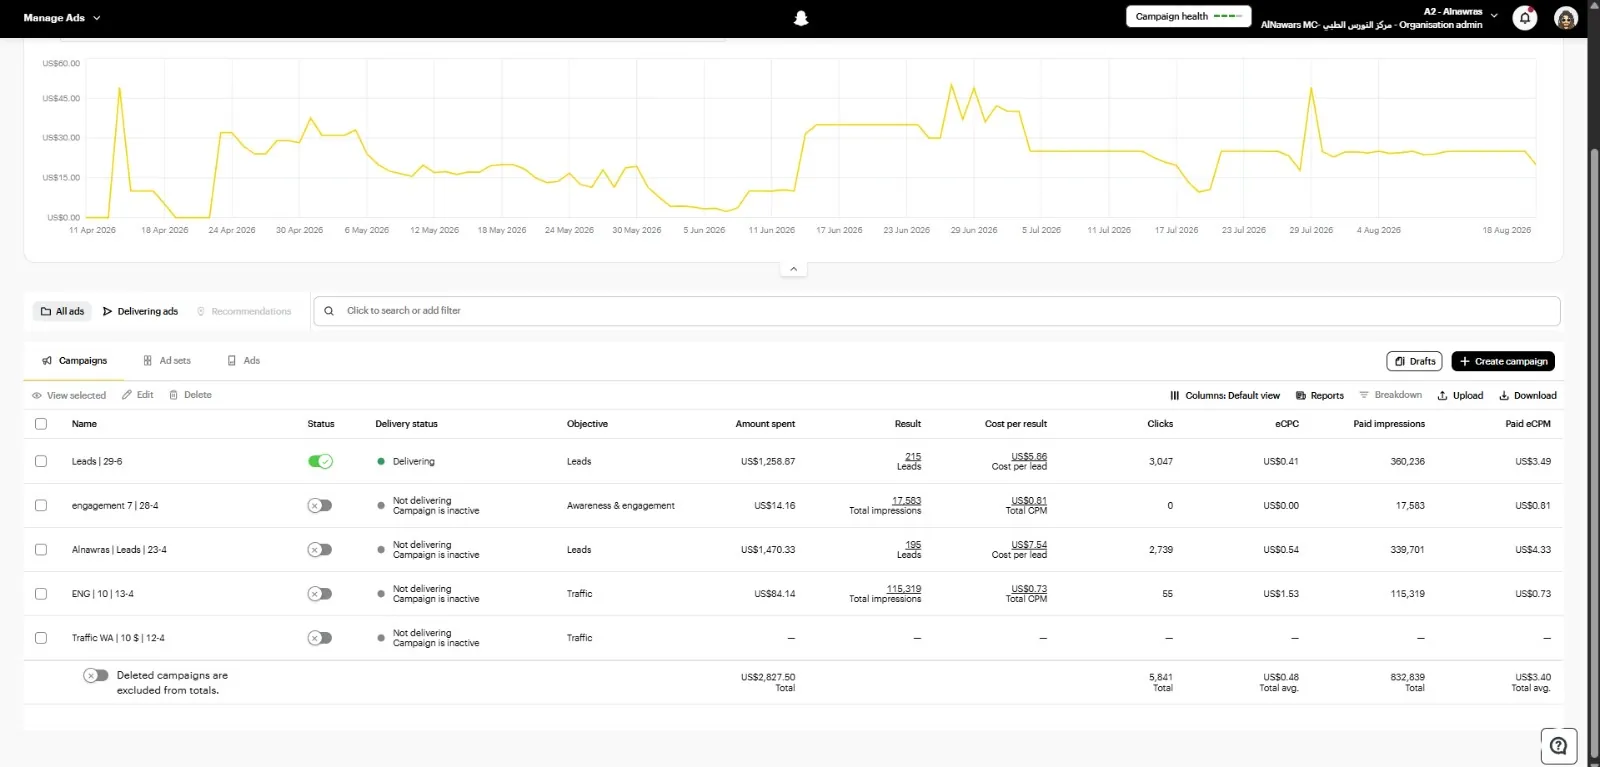 Manage Ads
Campaign health
A2 - Alnawras
AlNawars MC- مركز النورس الطبي - Organisation admin
US$60.00
US$45.00
US$30.00
US$15.00
US$0.00
11 Apr 2026 18 Apr 2026 24 Apr 2026 30 Apr 2026 6 May 2026 12 May 2026 18 May 2026 24 May 2026 30 May 2026 5 Jun 2026 11 Jun 2026 17 Jun 2026 23 Jun 2026 29 Jun 2026 5 Jul 2026 11 Jul 2026 17 Jul 2026 23 Jul 2026 29 Jul 2026 4 Aug 2026 18 Aug 2026
All ads Delivering ads Recommendations Click to search or add filter
Campaigns Ad sets Ads Drafts + Create campaign
View selected Edit Delete Columns: Default view Reports Breakdown Upload Download
Name Status Delivery status Objective Amount spent Result Cost per result Clicks eCPC Paid impressions Paid eCPM
Leads | 29-6 Delivering Leads US$1,258.87 215 US$5.86 3,047 US$0.41 360,236 US$3.49
Leads Cost per lead
engagement 7 | 28-4 Not delivering Awareness & engagement US$14.16 17,583 US$0.81 0 US$0.00 17,583 US$0.81
Campaign is inactive Total impressions Total CPM
Alnawras | Leads | 23-4 Not delivering Leads US$1,470.33 195 US$7.54 2,739 US$0.54 339,701 US$4.33
Campaign is inactive Leads Cost per lead
ENG | 10 | 13-4 Not delivering Traffic US$84.14 115,319 US$0.73 55 US$1.53 115,319 US$0.73
Campaign is inactive Total impressions Total CPM
Traffic WA | 10 $ | 12-4 Not delivering Traffic — — — — — — —
Campaign is inactive
Deleted campaigns are US$2,827.50 5,841 US$0.48 832,839 US$3.40
excluded from totals. Total Total Total avg. Total Total avg.